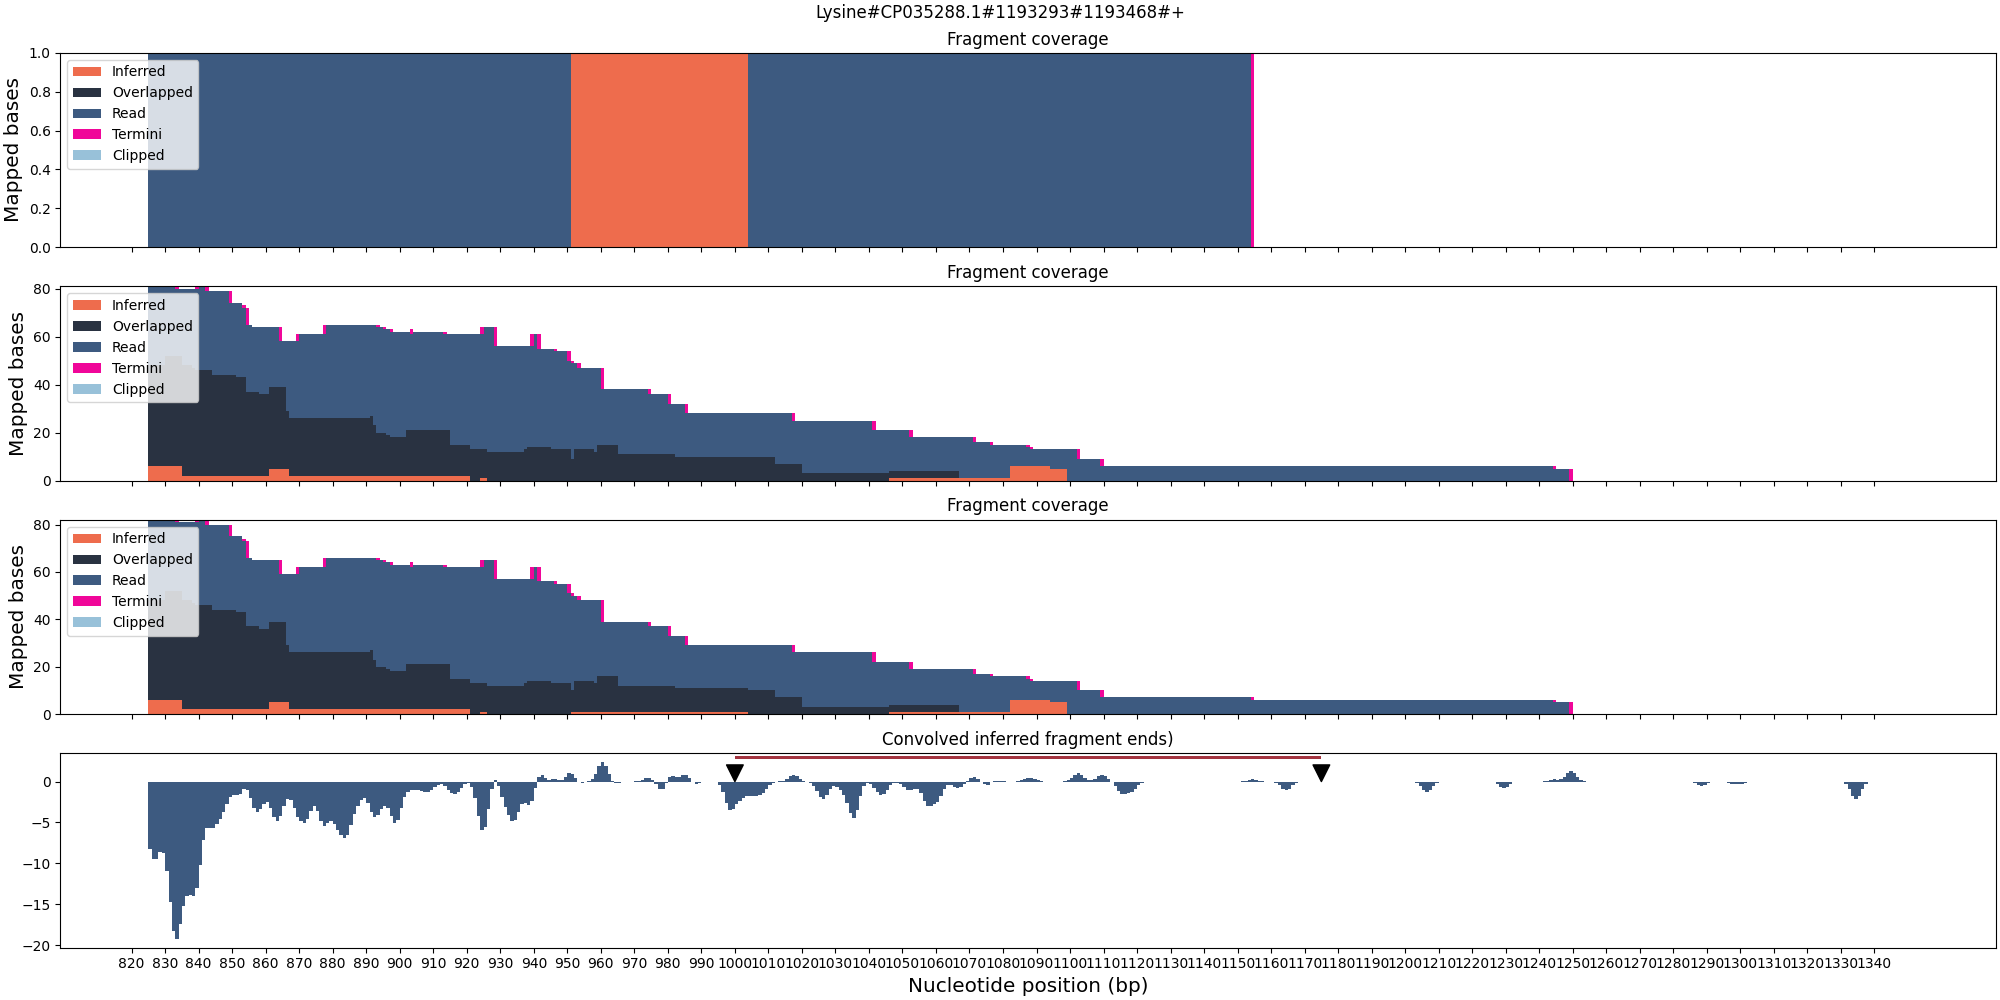 Lysine#CP035288.1#1193293#1193468#+
Fragment coverage
Mapped bases
1.0
0.8
0.6
0.4
0.2
0.0
Inferred
Overlapped
Read
Termini
Clipped
Fragment coverage
Mapped bases
80
60
40
20
0
Inferred
Overlapped
Read
Termini
Clipped
Fragment coverage
Mapped bases
80
60
40
20
0
Inferred
Overlapped
Read
Termini
Clipped
Convolved inferred fragment ends)
0
−5
−10
−15
−20
820 830 840 850 860 870 880 890 900 910 920 930 940 950 960 970 980 990 1000 1010 1020 1030 1040 1050 1060 1070 1080 1090 1100 1110 1120 1130 1140 1150 1160 1170 1180 1190 1200 1210 1220 1230 1240 1250 1260 1270 1280 1290 1300 1310 1320 1330 1340
Nucleotide position (bp)